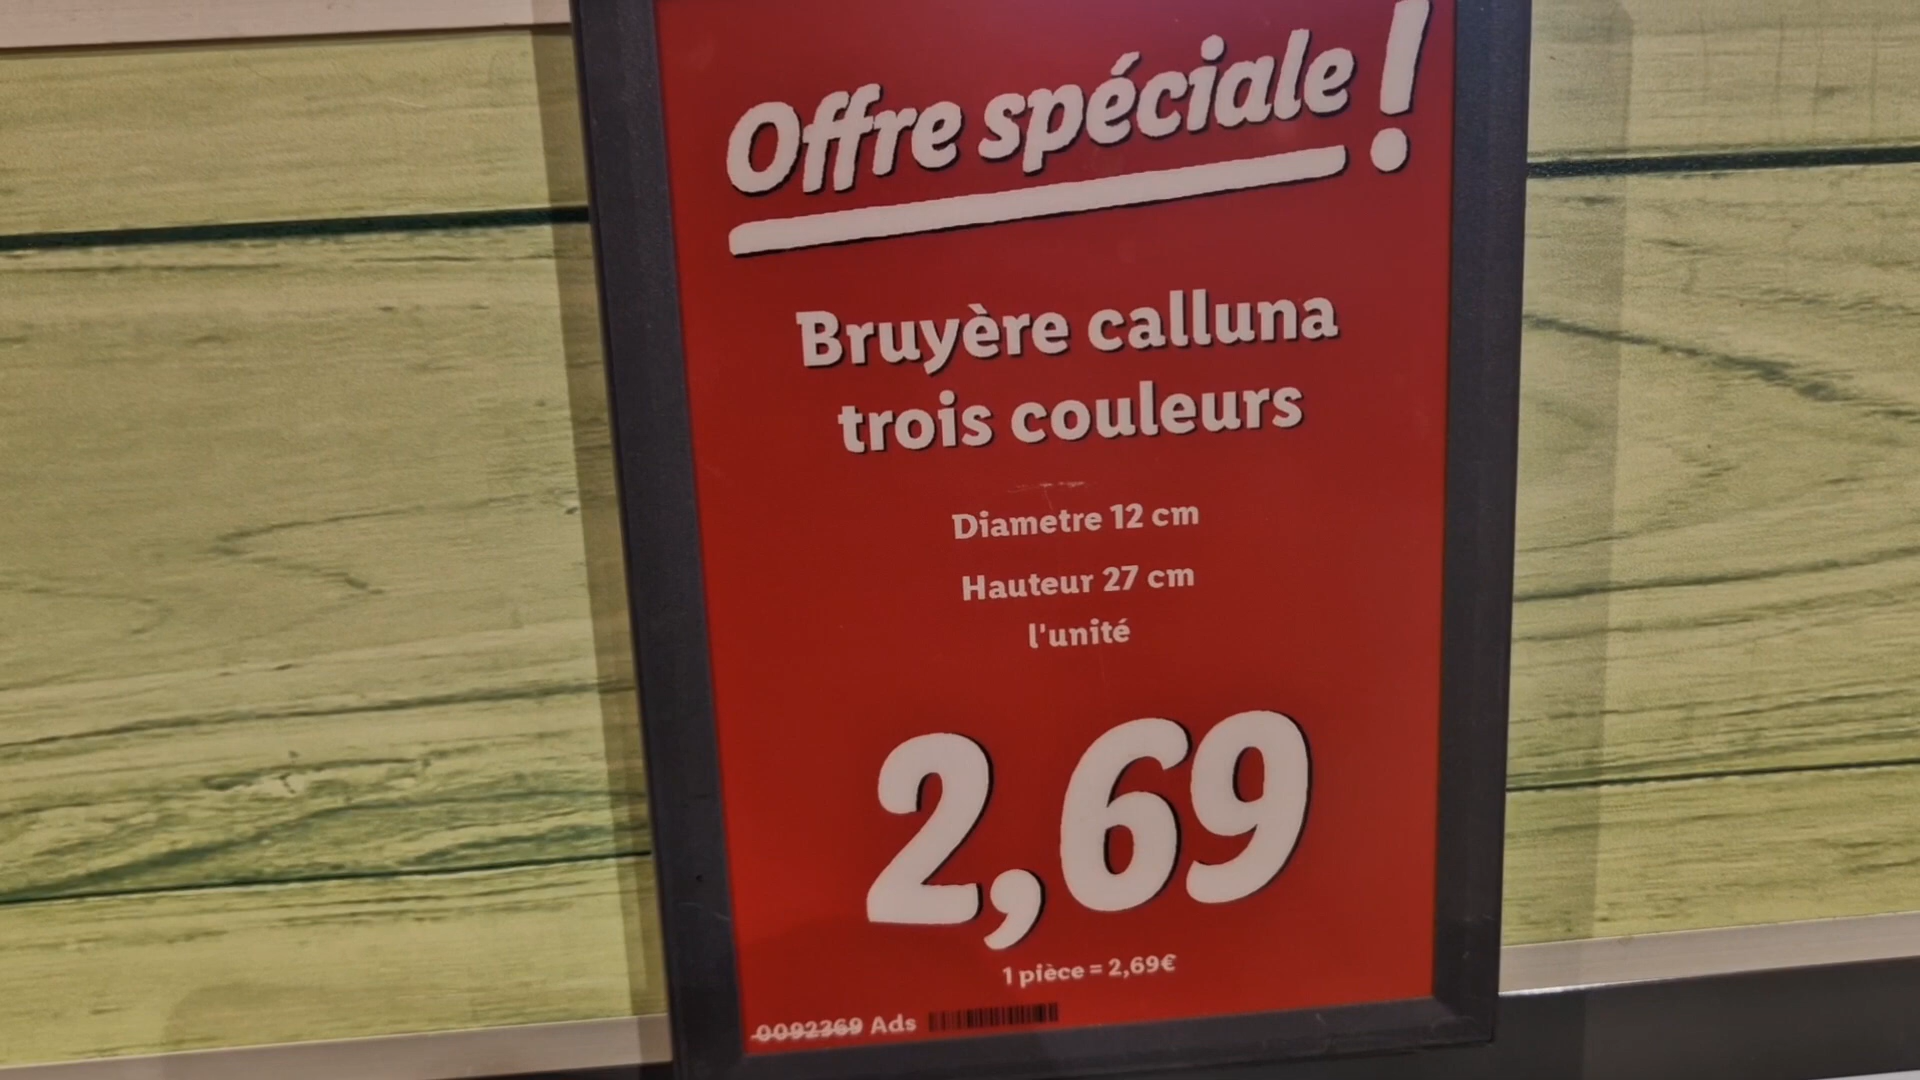 Offre spéciale !
Bruyère calluna
trois couleurs
Diametre 12 cm
Hauteur 27 cm
l'unité
2,69
1 pièce = 2,69€
0092369 Ads